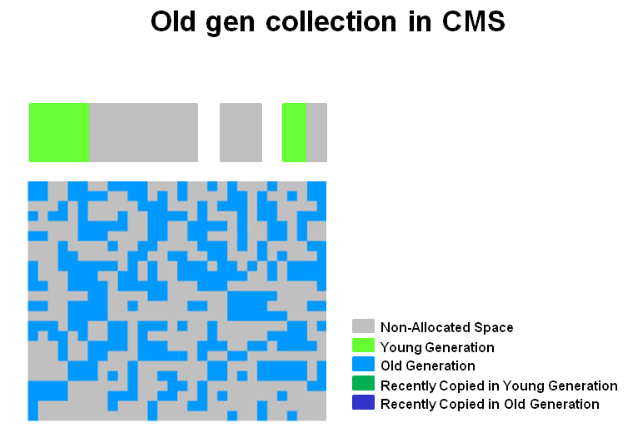 Old gen collection in CMS
Non-Allocated Space
Young Generation
Old Generation
Recently Copied in Young Generation
Recently Copied in Old Generation